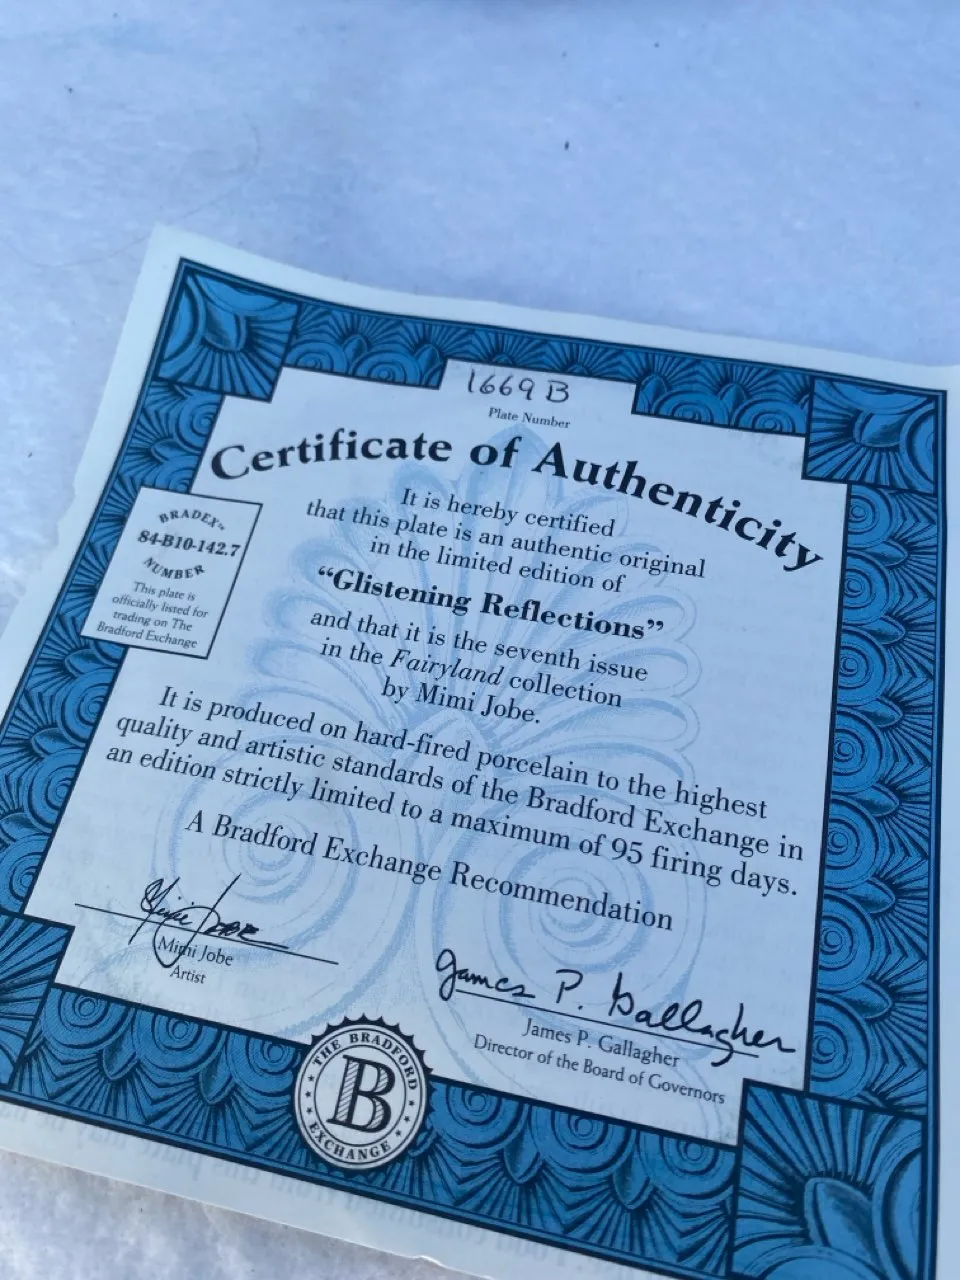 1669 B
Plate Number
Certificate of Authenticity
BRADEX™
84-B10-142.7
NUMBER
This plate is
officially listed for
trading on The
Bradford Exchange
It is hereby certified
that this plate is an authentic original
in the limited edition of
“Glistening Reflections”
and that it is the seventh issue
in the Fairyland collection
by Mimi Jobe.
It is produced on hard-fired porcelain to the highest
quality and artistic standards of the Bradford Exchange in
an edition strictly limited to a maximum of 95 firing days.
A Bradford Exchange Recommendation
Mimi Jobe
Mimi Jobe
Artist
James P. Gallagher
James P. Gallagher
Director of the Board of Governors
THE BRADFORD
B
EXCHANGE